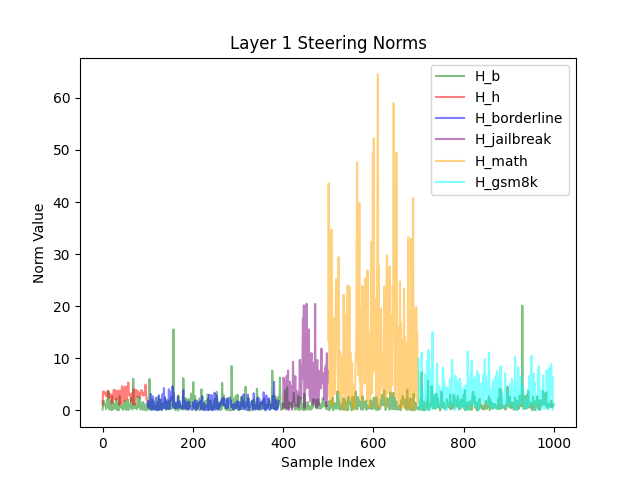 Layer 1 Steering Norms
H_b
H_h
H_borderline
H_jailbreak
H_math
H_gsm8k
Norm Value
60
50
40
30
20
10
0
0 200 400 600 800 1000
Sample Index